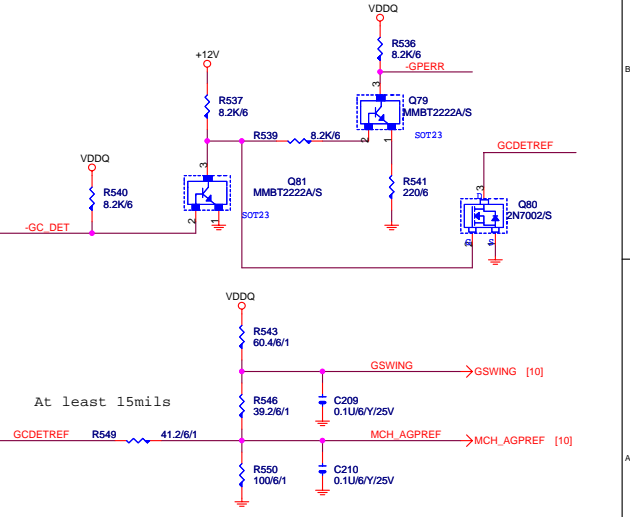 VDDQ
R536
8.2K/6
-GPERR
+12V
3
R537
8.2K/6
Q79
MMBT2222A/S
SOT23
R539
8.2K/6
2
1
GCDETREF
VDDQ
3
Q81
MMBT2222A/S
R541
220/6
3
D
R540
8.2K/6
Q80
2N7002/S
SOT23
2
1
-GC_DET
B
VDDQ
R543
60.4/6/1
GSWING
GSWING [10]
At least 15mils
R546
39.2/6/1
C209
0.1U/6/Y/25V
GCDETREF
R549
41.2/6/1
MCH_AGPREF
MCH_AGPREF [10]
R550
100/6/1
C210
0.1U/6/Y/25V
A